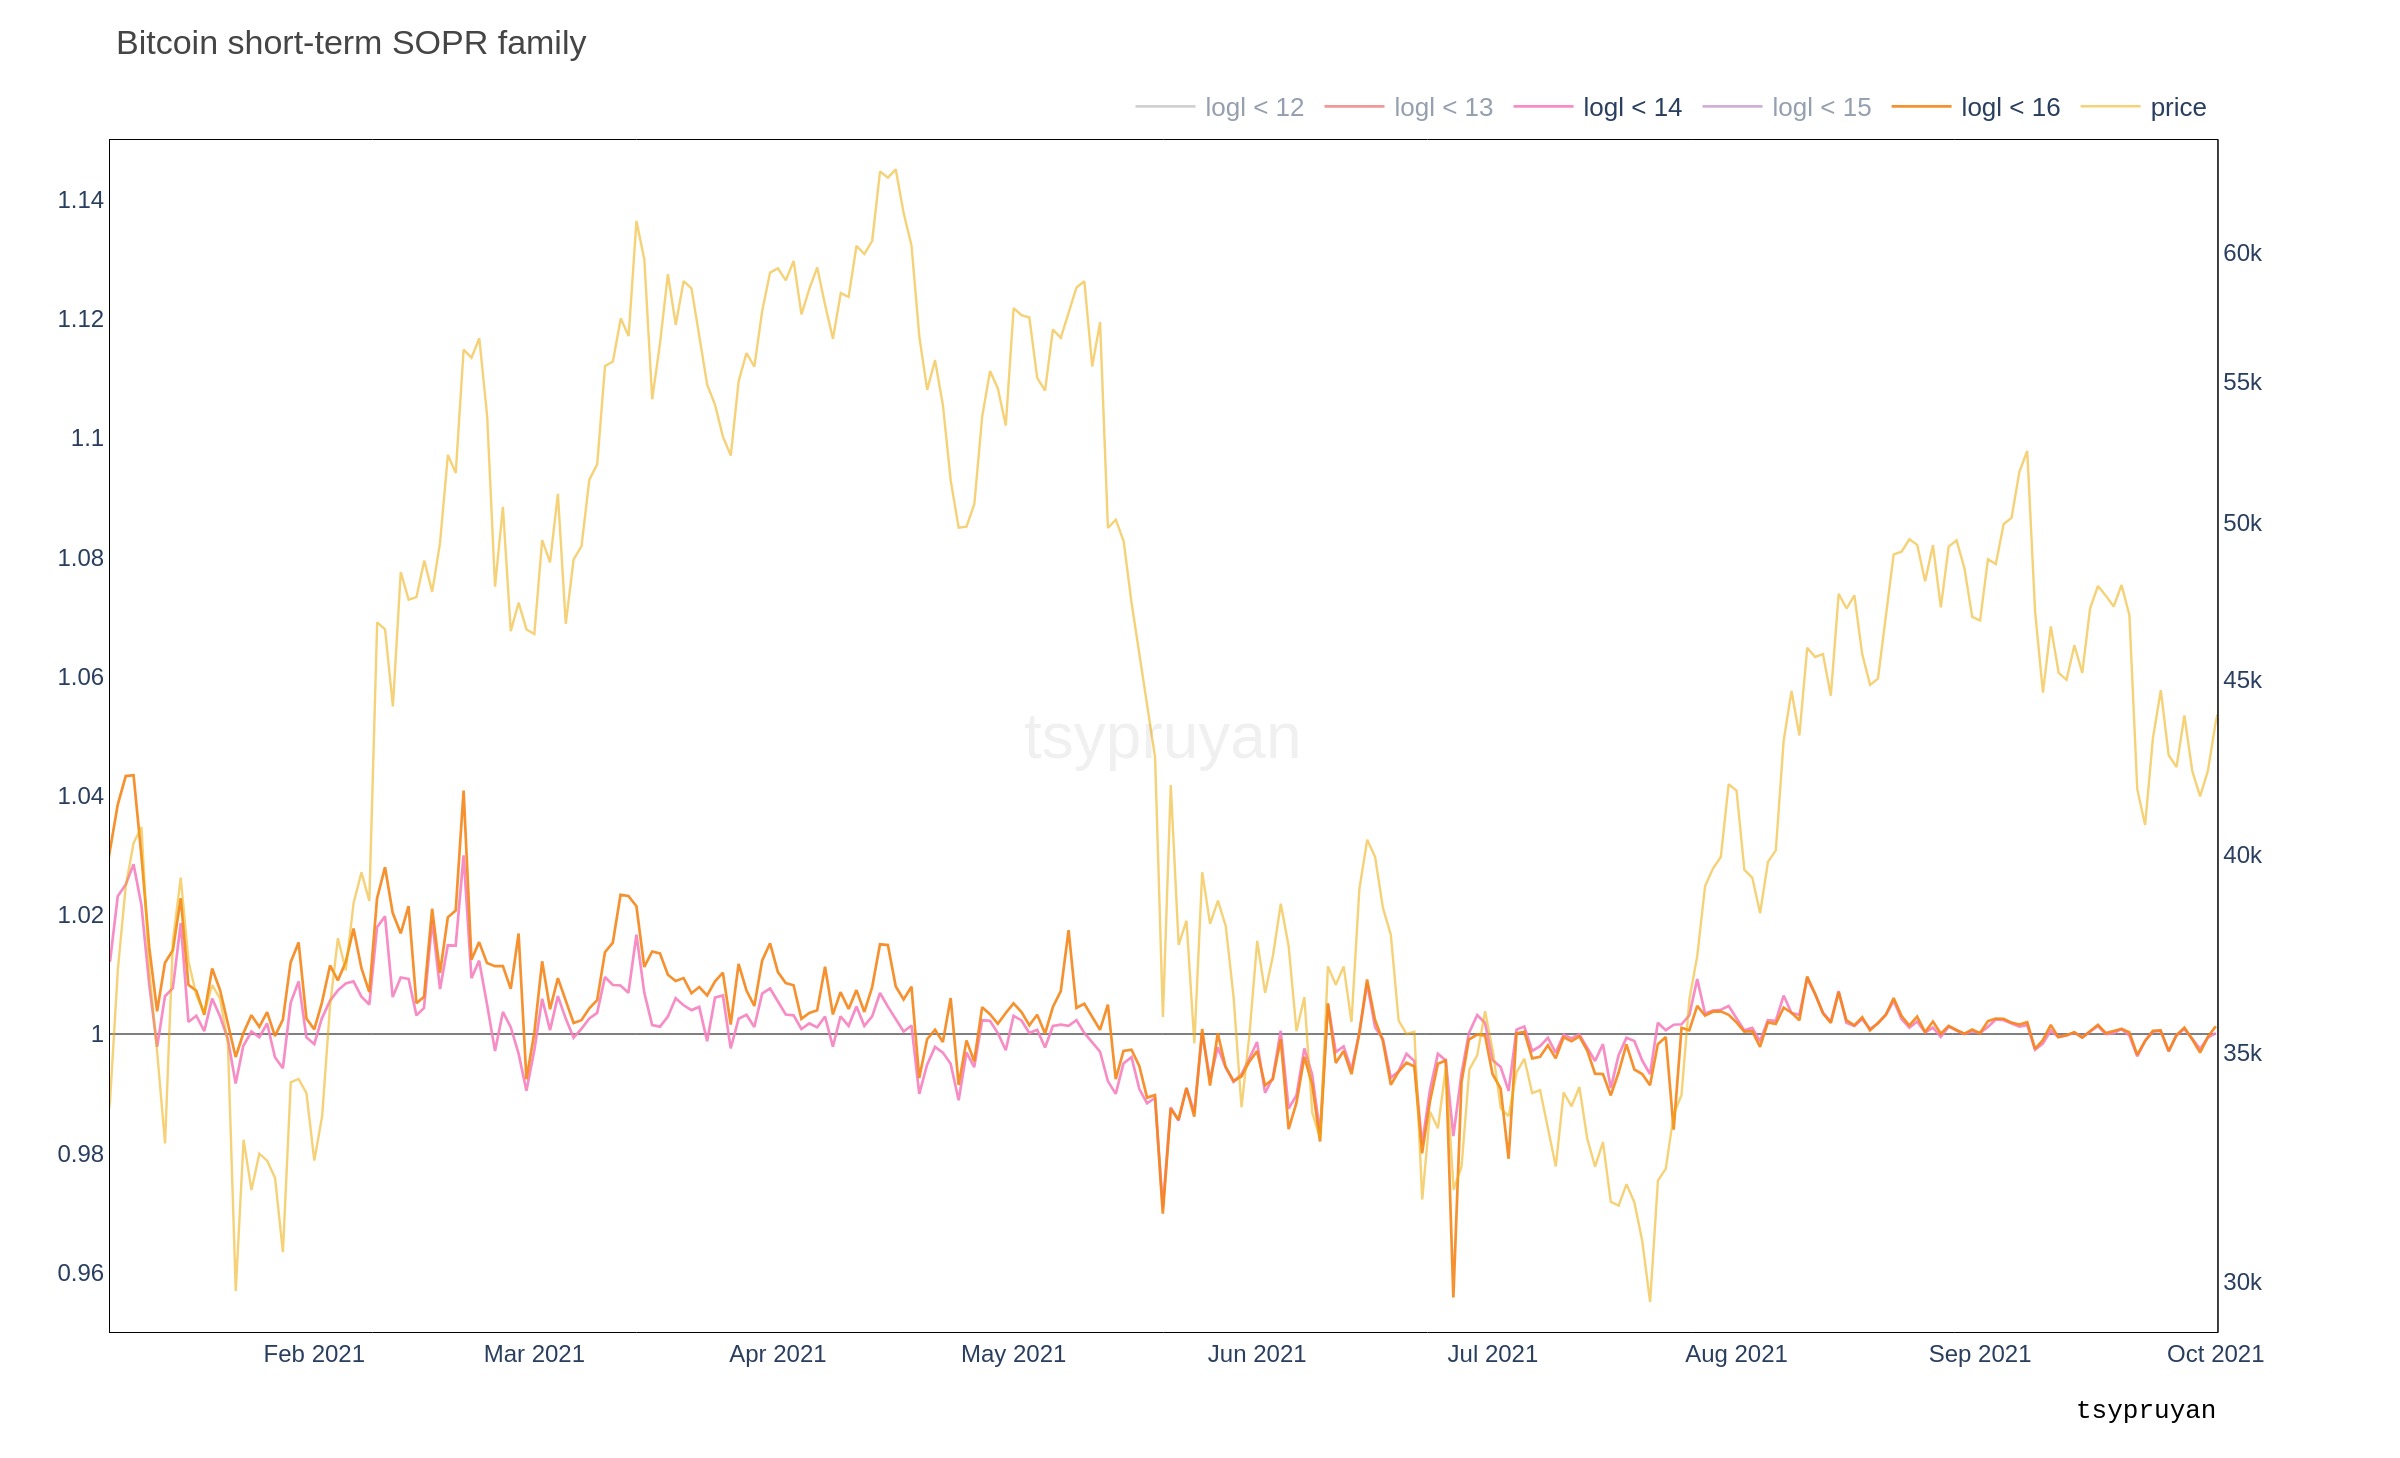 Bitcoin short-term SOPR family
logl < 12 logl < 13 logl < 14 logl < 15 logl < 16 price
1.14
1.12
1.1
1.08
1.06
1.04
1.02
1
0.98
0.96
60k
55k
50k
45k
40k
35k
30k
tsypruyan
Feb 2021 Mar 2021 Apr 2021 May 2021 Jun 2021 Jul 2021 Aug 2021 Sep 2021 Oct 2021
tsypruyan